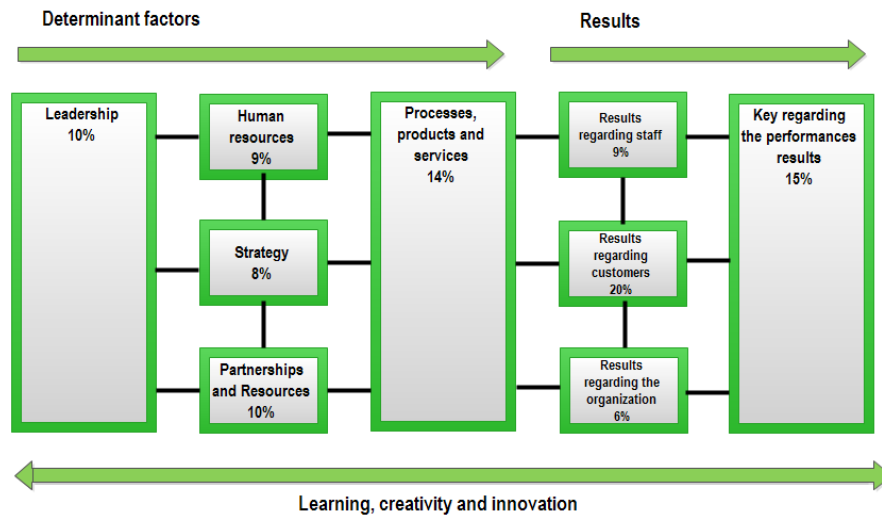 Determinant factors
Results
Leadership
10%
Human
resources
9%
Strategy
8%
Partnerships
and Resources
10%
Processes,
products and
services
14%
Results
regarding staff
9%
Results
regarding
customers
20%
Results
regarding the
organization
6%
Key regarding
the performances
results
15%
Learning, creativity and innovation